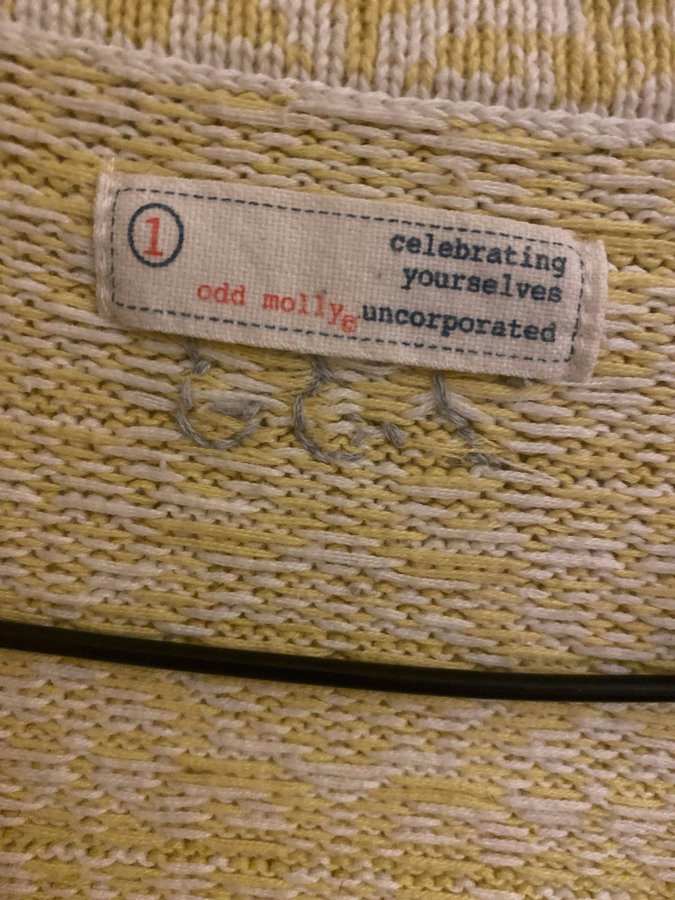 1
celebrating
yourselves
odd molly
uncorporated